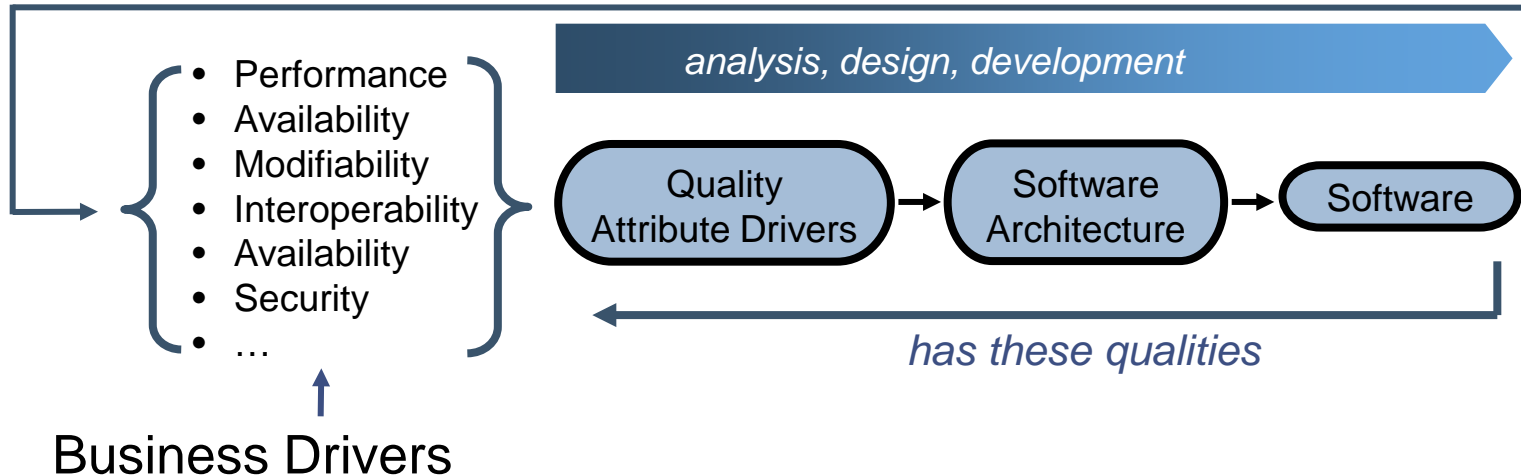 analysis, design, development
• Performance
• Availability
• Modifiability
• Interoperability
• Availability
• Security
• …
Quality
Attribute Drivers
Software
Architecture
Software
has these qualities
Business Drivers